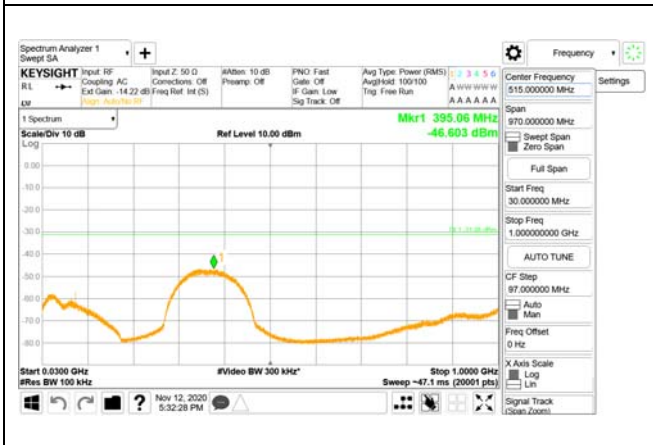 Spectrum Analyzer 1
Swept SA
Frequency
KEYSIGHT
Input: RF
Input Z: 50 Ω
#Atten: 10 dB
PNO: Fast
Avg Type: Power (RMS)
1 2 3 4 5 6
RL
Coupling: AC
Corrections: Off
Preamp: Off
Gate: Off
Avg|Hold: 100/100
A W W W W W
Ext Gain: -14.22 dB
Freq Ref: Int (S)
IF Gain: Low
Trig: Free Run
Align: Auto/No RF
Sig Track: Off
A A A A A A
1 Spectrum
Mkr1 395.06 MHz
Scale/Div 10 dB
Ref Level 10.00 dBm
-46.603 dBm
Log
0.00
-10.0
-20.0
-30.0
-40.0
-60.0
-70.0
-80.0
1
Start 0.0300 GHz
#Video BW 300 kHz*
Stop 1.0000 GHz
#Res BW 100 kHz
Sweep ~47.1 ms (20001 pts)
Nov 12, 2020
5:32:28 PM
?
Center Frequency
515.000000 MHz
Settings
Span
970.000000 MHz
Swept Span
Zero Span
Full Span
Start Freq
30.000000 MHz
Stop Freq
1.000000000 GHz
AUTO TUNE
CF Step
97.000000 MHz
Auto
Man
Freq Offset
0 Hz
X Axis Scale
Log
Lin
Signal Track
(Span Zoom)